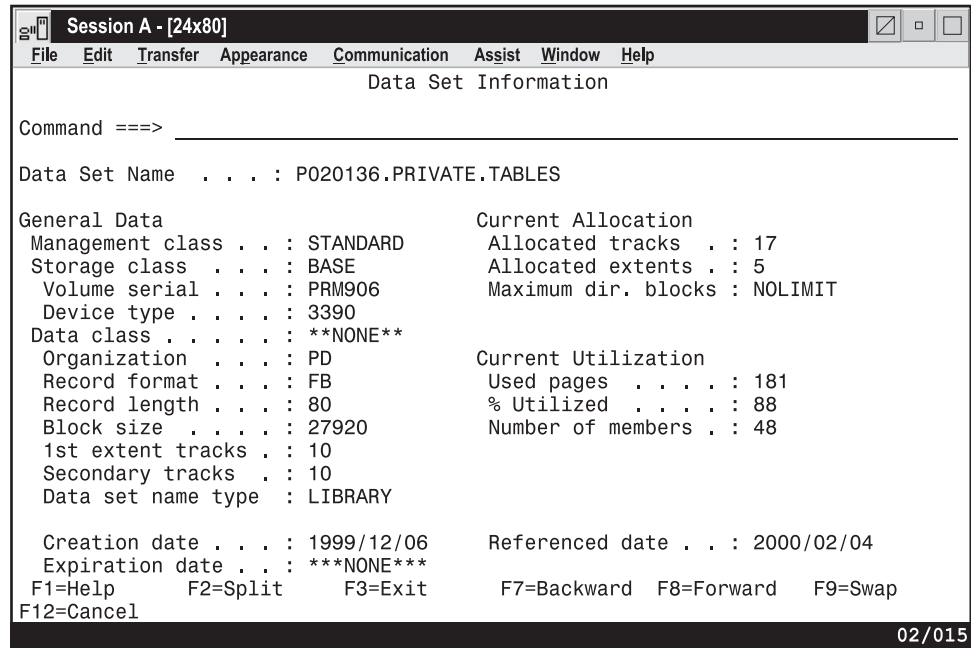 Session A - [24x80]
File Edit Transfer Appearance Communication Assist Window Help
Data Set Information
Command ===>
Data Set Name . . . : P020136.PRIVATE.TABLES
General Data Current Allocation
Management class . . : STANDARD Allocated tracks . : 17
Storage class . . . : BASE Allocated extents . : 5
Volume serial . . . : PRM906 Maximum dir. blocks : NOLIMIT
Device type . . . . : 3390
Data class . . . . . : **NONE**
Organization . . . : PD Current Utilization
Record format . . . : FB Used pages . . . . : 181
Record length . . . : 80 % Utilized . . . . : 88
Block size . . . . : 27920 Number of members . : 48
1st extent tracks . : 10
Secondary tracks . : 10
Data set name type : LIBRARY
Creation date . . . : 1999/12/06 Referenced date . . : 2000/02/04
Expiration date . . : ***NONE***
F1=Help F2=Split F3=Exit F7=Backward F8=Forward F9=Swap
F12=Cancel
02/015